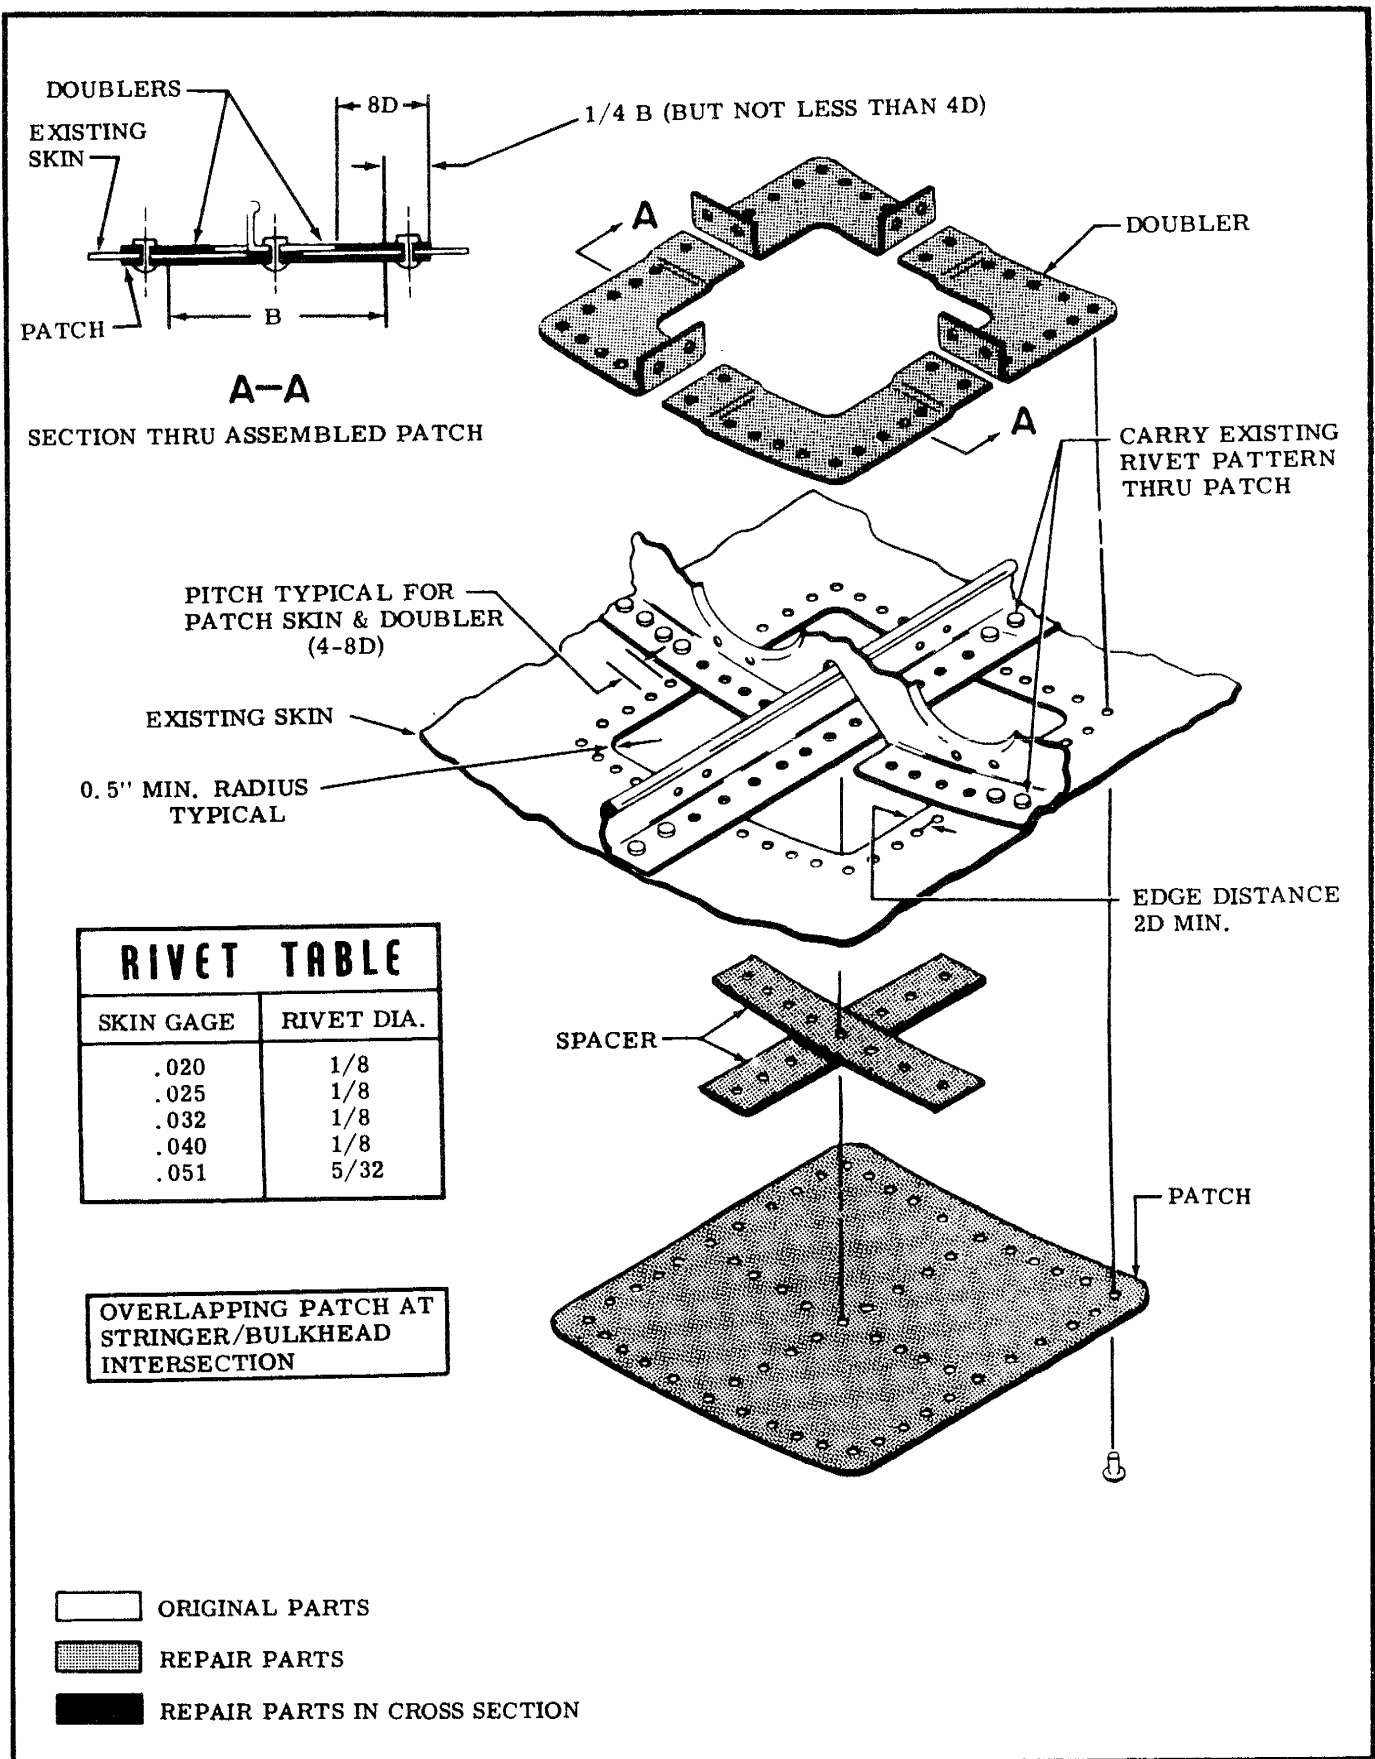 DOUBLERS
EXISTING
SKIN
8D
1/4 B (BUT NOT LESS THAN 4D)
PATCH
B
A-A
SECTION THRU ASSEMBLED PATCH
A
DOUBLER
A
CARRY EXISTING
RIVET PATTERN
THRU PATCH
PITCH TYPICAL FOR
PATCH SKIN & DOUBLER
(4-8D)
EXISTING SKIN
0.5" MIN. RADIUS
TYPICAL
EDGE DISTANCE
2D MIN.
RIVET TABLE
SKIN GAGE RIVET DIA.
.020 1/8
.025 1/8
.032 1/8
.040 1/8
.051 5/32
SPACER
PATCH
OVERLAPPING PATCH AT
STRINGER/BULKHEAD
INTERSECTION
ORIGINAL PARTS
REPAIR PARTS
REPAIR PARTS IN CROSS SECTION